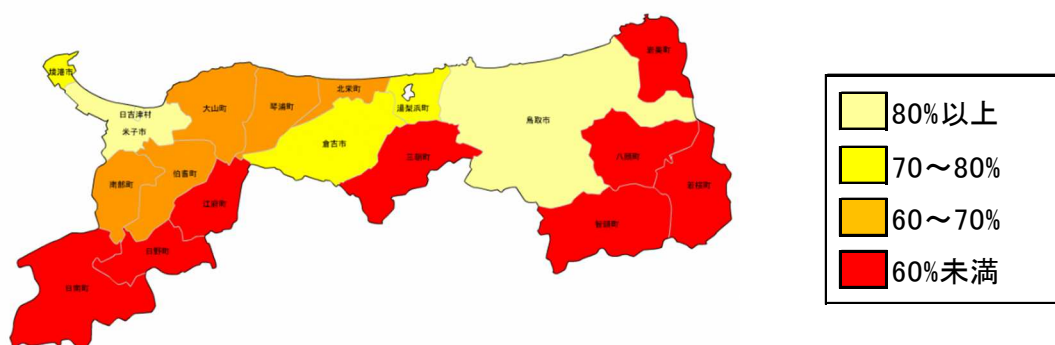 岩美町
境港市
北栄町
大山町
琴浦町
湯梨浜町
日吉津村
鳥取市
米子市
倉吉市
三朝町
八頭町
伯耆町
南部町
若桜町
江府町
智頭町
日野町
日南町
80%以上
70～80%
60～70%
60%未満